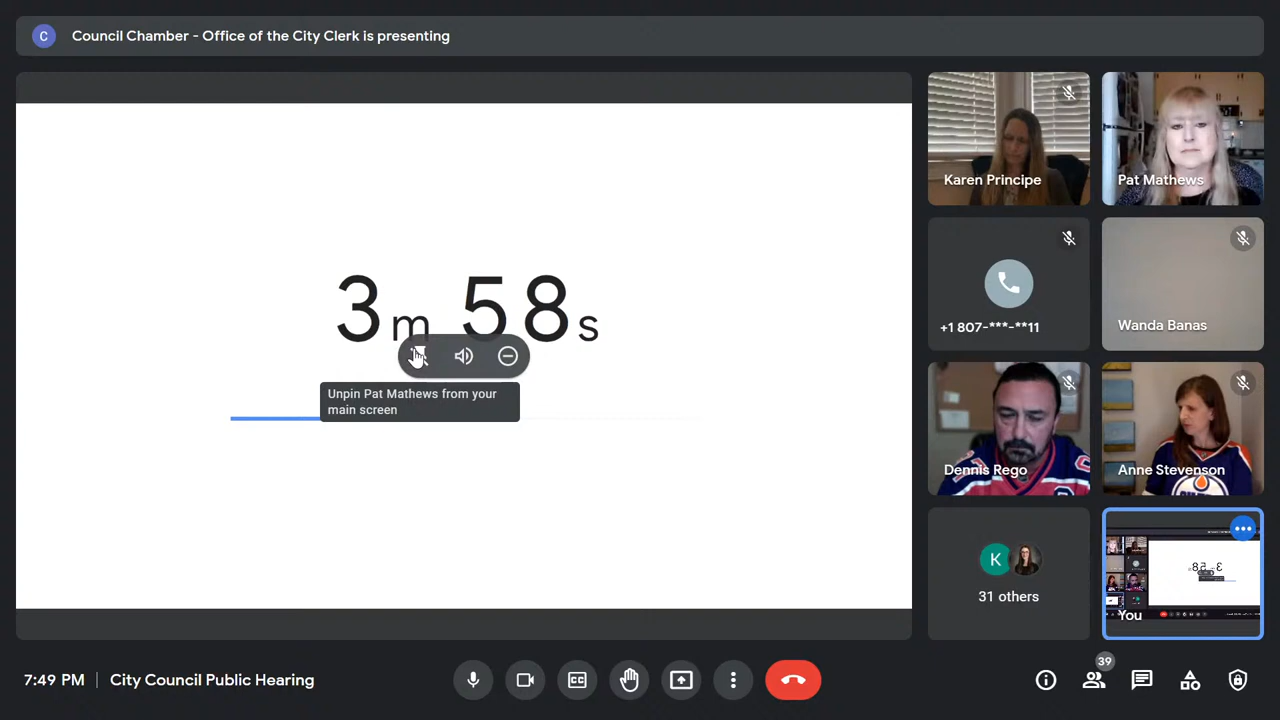 C
Council Chamber - Office of the City Clerk is presenting
3m 58s
Unpin Pat Mathews from your
main screen
Karen Principe
Pat Mathews
+1 807-***-**11
Wanda Banas
Dennis Rego
Anne Stevenson
K
31 others
You
7:49 PM | City Council Public Hearing
CC
39